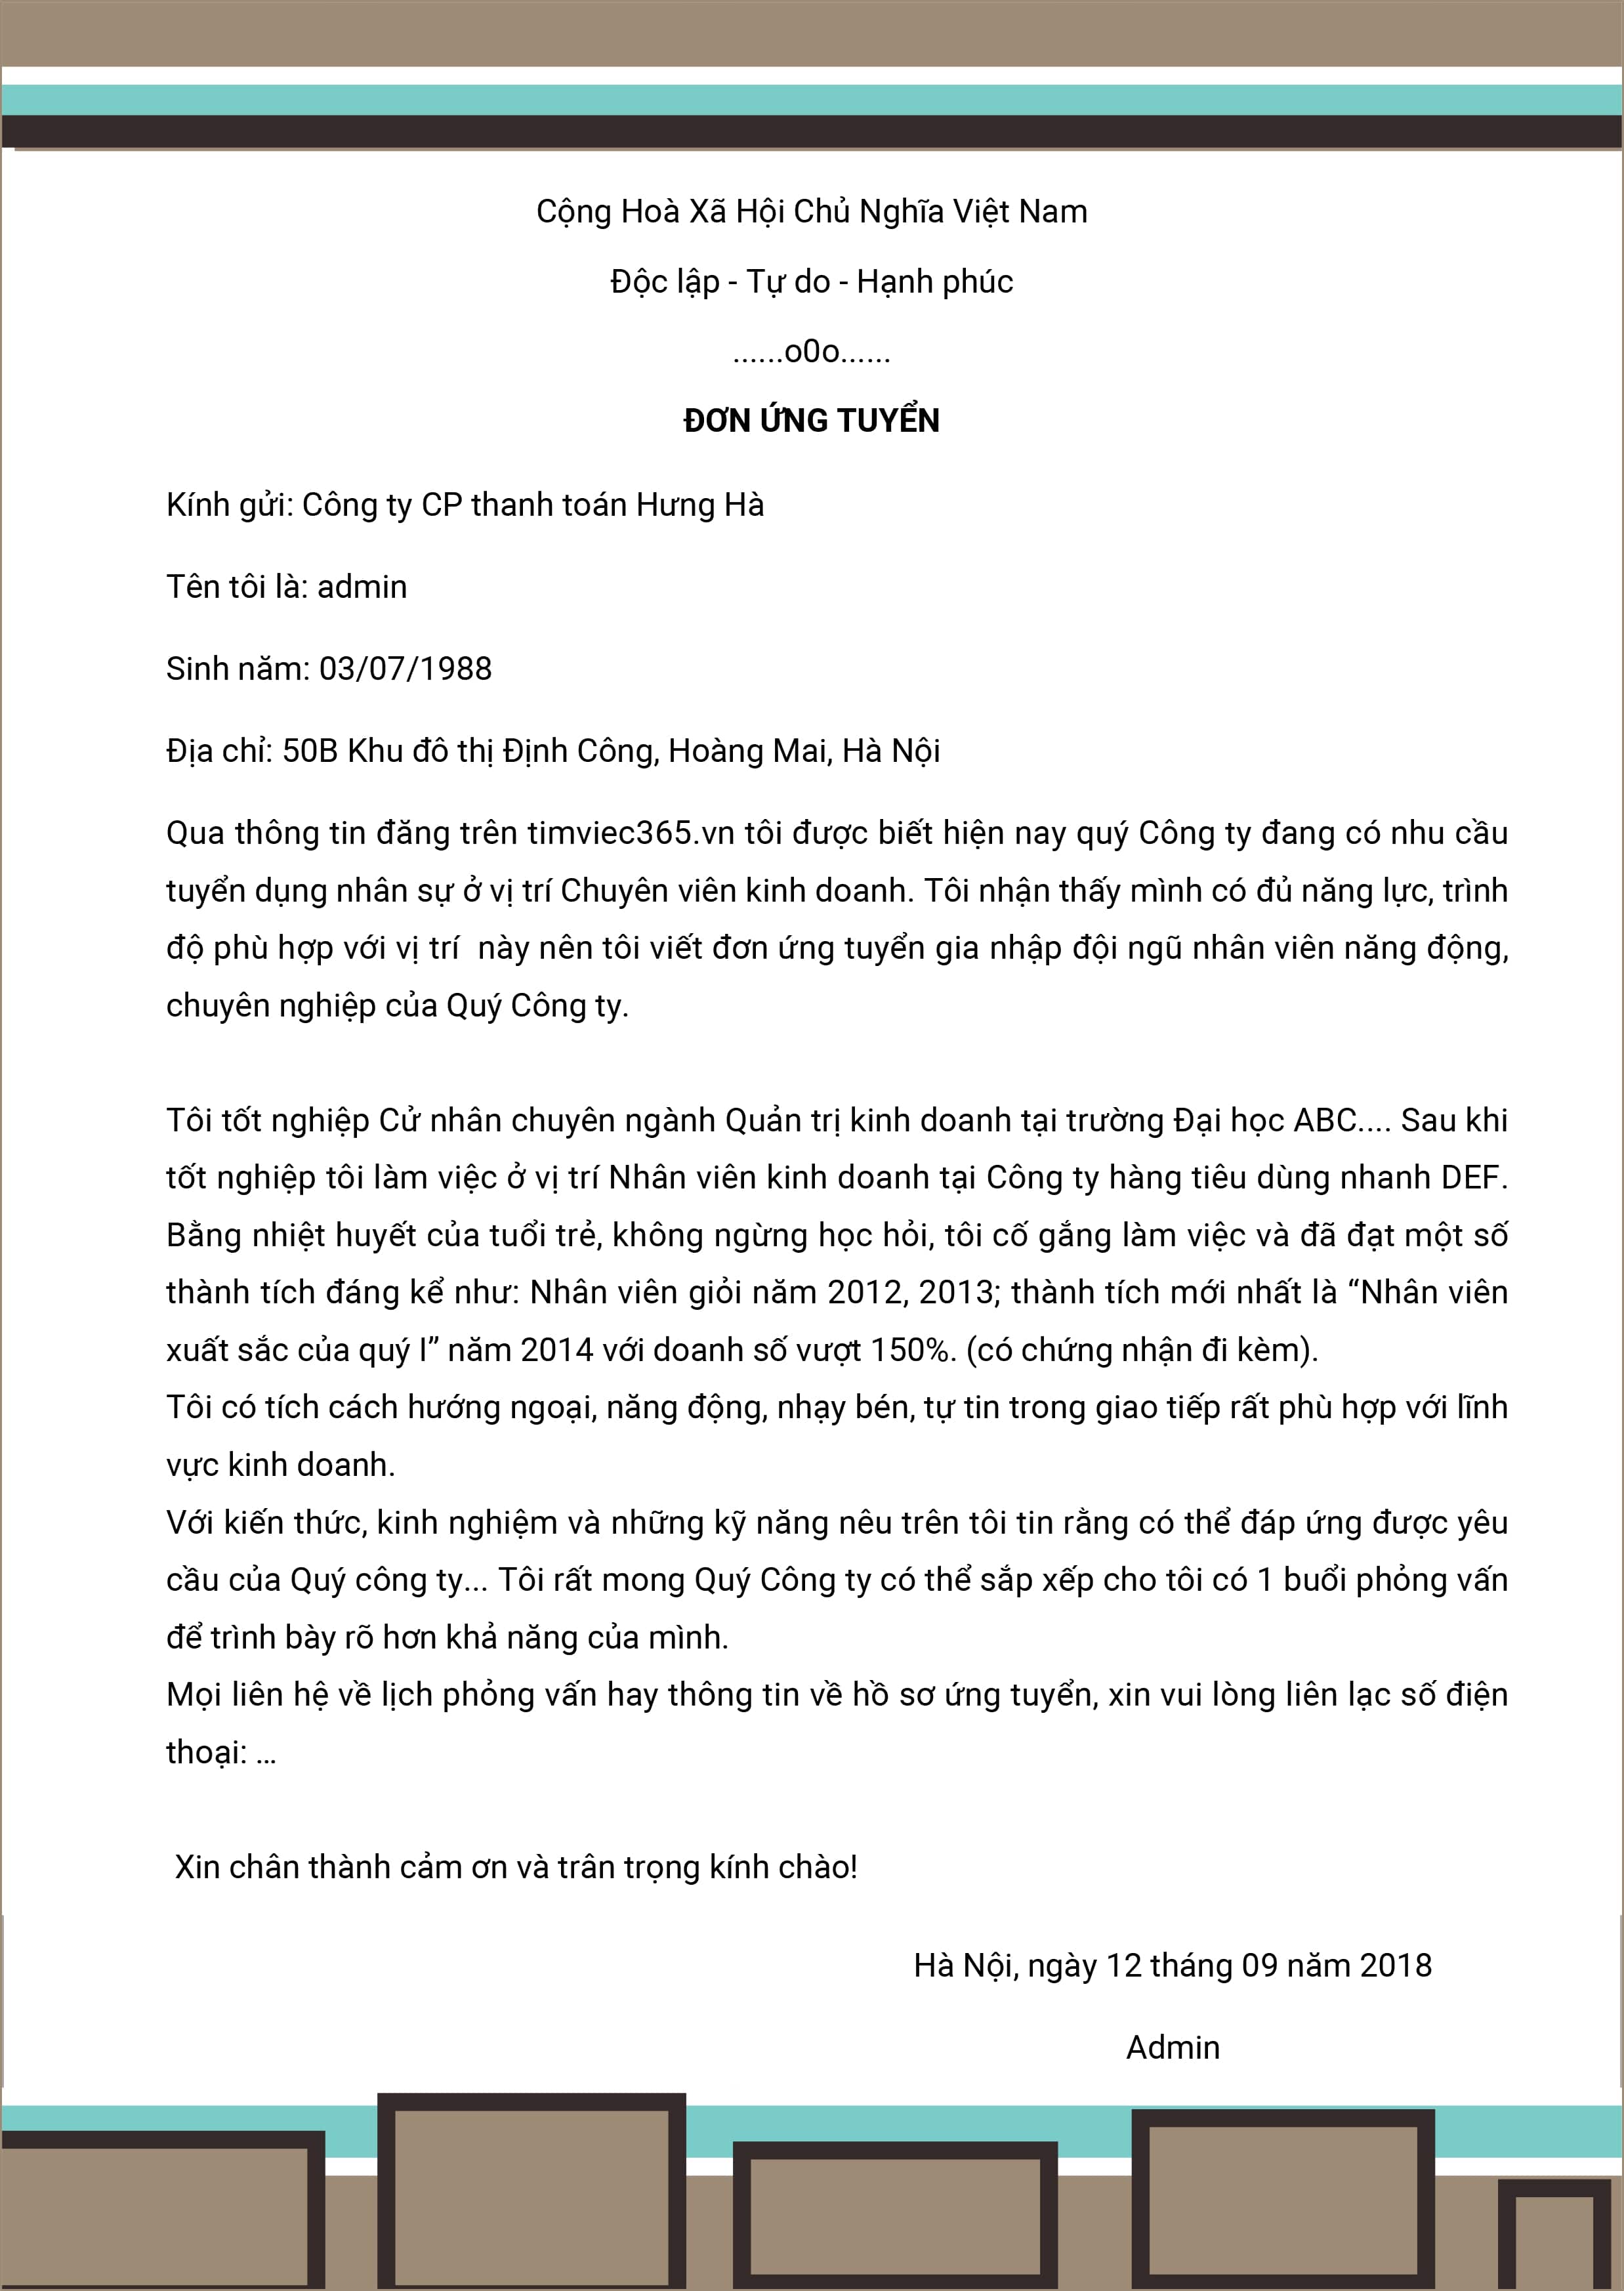 Cộng Hoà Xã Hội Chủ Nghĩa Việt Nam
Độc lập - Tự do - Hạnh phúc
......o0o......
ĐƠN ỨNG TUYỂN
Kính gửi: Công ty CP thanh toán Hưng Hà
Tên tôi là: admin
Sinh năm: 03/07/1988
Địa chỉ: 50B Khu đô thị Định Công, Hoàng Mai, Hà Nội
Qua thông tin đăng trên timviec365.vn tôi được biết hiện nay quý Công ty đang có nhu cầu
tuyển dụng nhân sự ở vị trí Chuyên viên kinh doanh. Tôi nhận thấy mình có đủ năng lực, trình
độ phù hợp với vị trí  này nên tôi viết đơn ứng tuyển gia nhập đội ngũ nhân viên năng động,
chuyên nghiệp của Quý Công ty.
Tôi tốt nghiệp Cử nhân chuyên ngành Quản trị kinh doanh tại trường Đại học ABC.... Sau khi
tốt nghiệp tôi làm việc ở vị trí Nhân viên kinh doanh tại Công ty hàng tiêu dùng nhanh DEF.
Bằng nhiệt huyết của tuổi trẻ, không ngừng học hỏi, tôi cố gắng làm việc và đã đạt một số
thành tích đáng kể như: Nhân viên giỏi năm 2012, 2013; thành tích mới nhất là “Nhân viên
xuất sắc của quý I” năm 2014 với doanh số vượt 150%. (có chứng nhận đi kèm).
Tôi có tích cách hướng ngoại, năng động, nhạy bén, tự tin trong giao tiếp rất phù hợp với lĩnh
vực kinh doanh.
Với kiến thức, kinh nghiệm và những kỹ năng nêu trên tôi tin rằng có thể đáp ứng được yêu
cầu của Quý công ty... Tôi rất mong Quý Công ty có thể sắp xếp cho tôi có 1 buổi phỏng vấn
để trình bày rõ hơn khả năng của mình.
Mọi liên hệ về lịch phỏng vấn hay thông tin về hồ sơ ứng tuyển, xin vui lòng liên lạc số điện
thoại: …
Xin chân thành cảm ơn và trân trọng kính chào!
Hà Nội, ngày 12 tháng 09 năm 2018
Admin